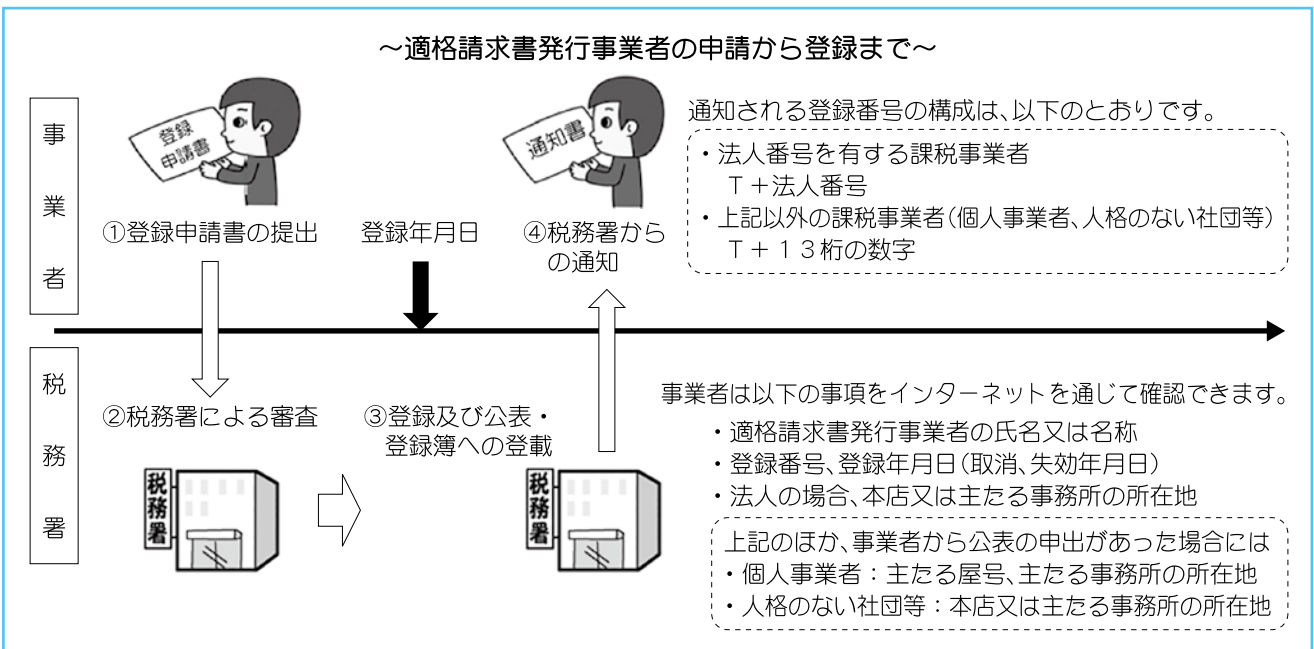 ～適格請求書発行事業者の申請から登録まで～
事業者
登録
申請書
通知書
①登録申請書の提出
登録年月日
④税務署から
の通知
通知される登録番号の構成は、以下のとおりです。
・法人番号を有する課税事業者
T＋法人番号
・上記以外の課税事業者（個人事業者、人格のない社団等）
T＋１３桁の数字
税務署
②税務署による審査
③登録及び公表・
登録簿への登載
税務署
税務署
事業者は以下の事項をインターネットを通じて確認できます。
・適格請求書発行事業者の氏名又は名称
・登録番号、登録年月日（取消、失効年月日）
・法人の場合、本店又は主たる事務所の所在地
上記のほか、事業者から公表の申出があった場合には
・個人事業者：主たる屋号、主たる事務所の所在地
・人格のない社団等：本店又は主たる事務所の所在地